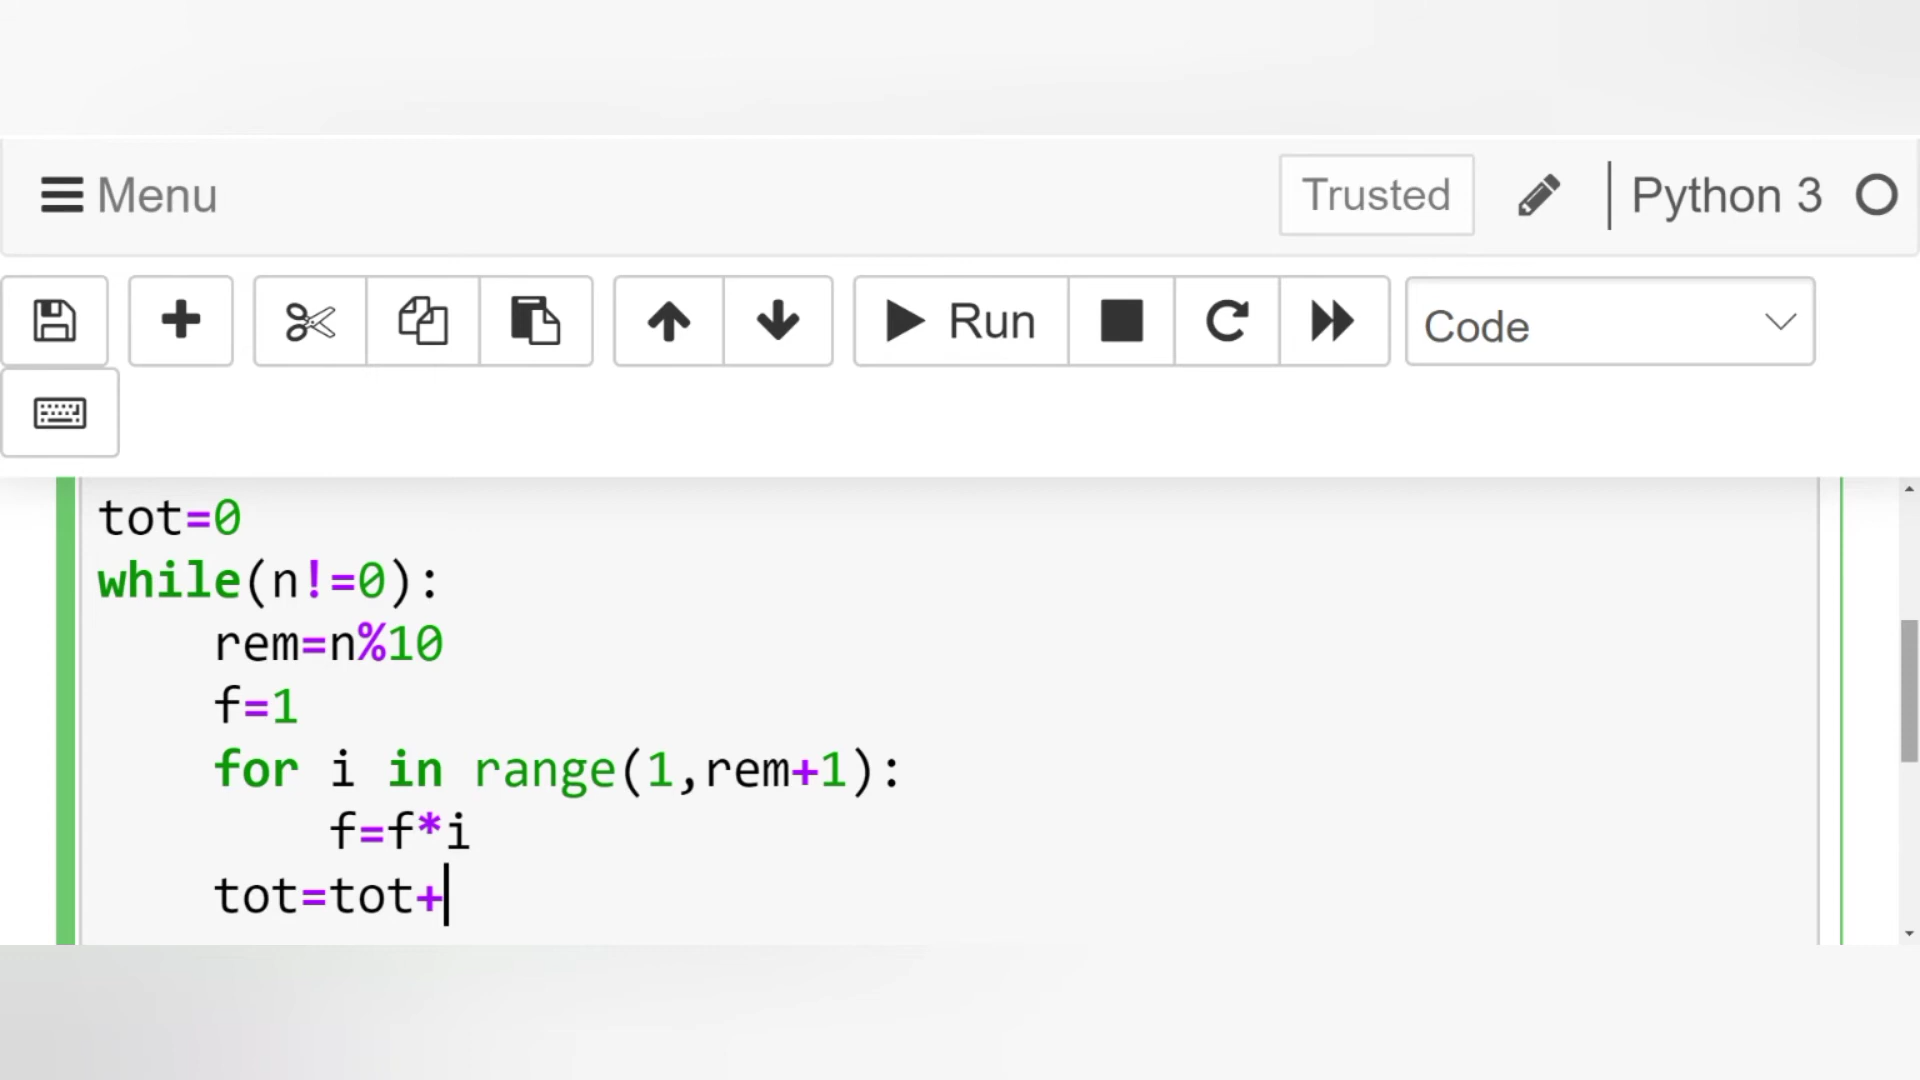 Menu
Trusted
Python 3
Run
Code
tot=0
while(n!=0):
    rem=n%10
    f=1
    for i in range(1,rem+1):
        f=f*i
    tot=tot+